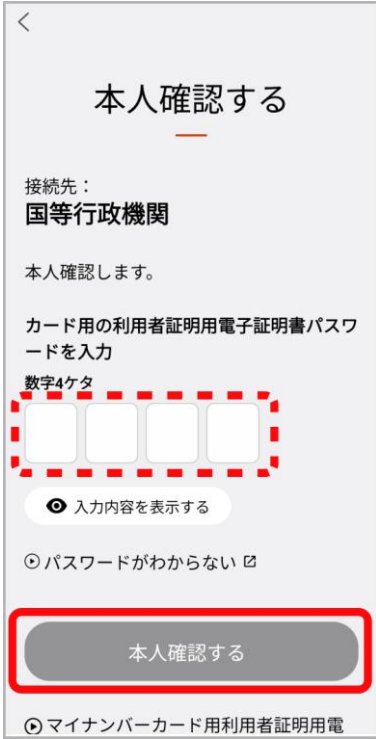 本人確認する
接続先：
国等行政機関
本人確認します。
カード用の利用者証明用電子証明書パスワ
ードを入力
数字4ケタ
入力内容を表示する
パスワードがわからない
本人確認する
マイナンバーカード用利用者証明用電